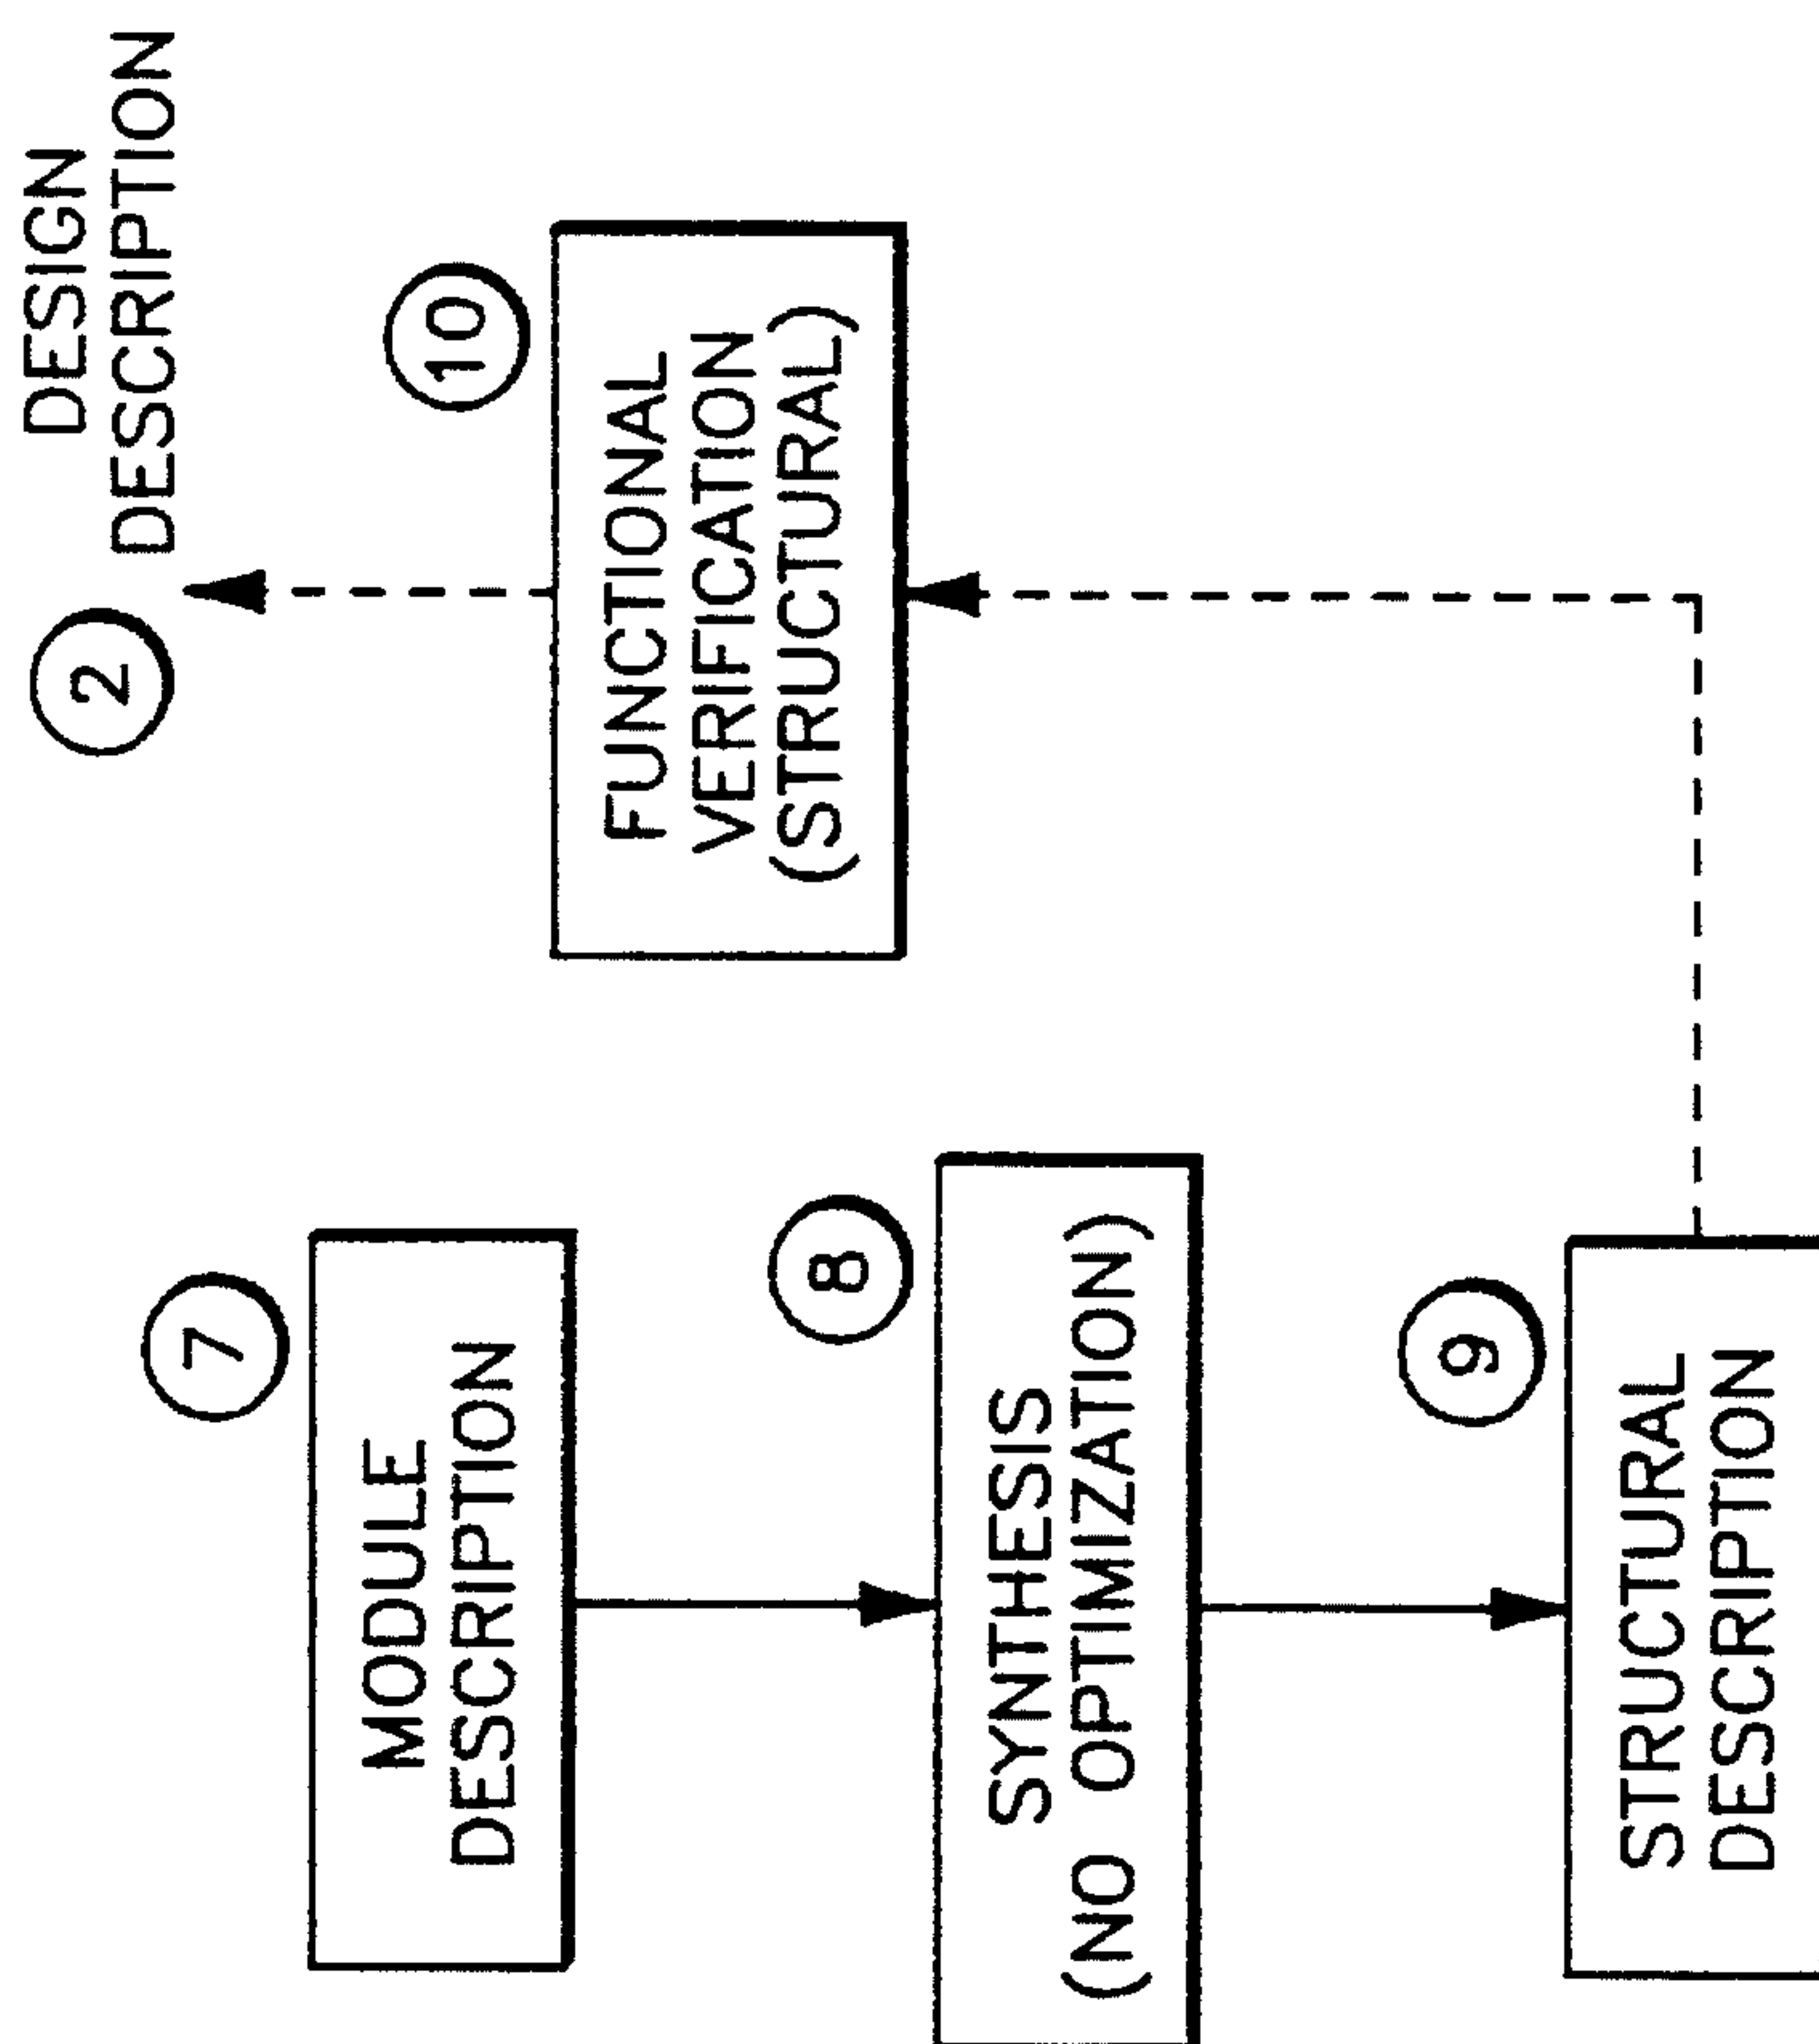 2
DESIGN
DESCRIPTION
10
FUNCTIONAL
VERIFICATION
(STRUCTURAL)
7
MODULE
DESCRIPTION
8
SYNTHESIS
(NO OPTIMIZATION)
9
STRUCTURAL
DESCRIPTION